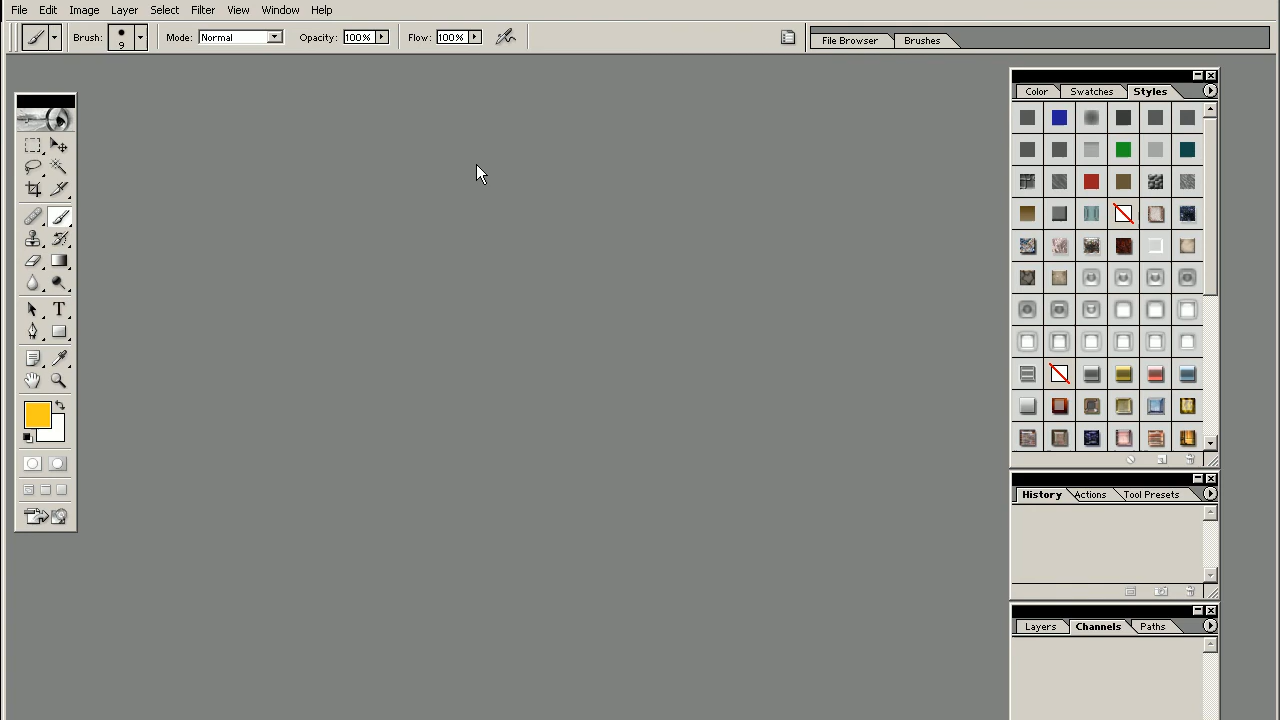 File Edit Image Layer Select Filter View Window Help
Brush: 9 Mode: Normal Opacity: 100% Flow: 100% File Browser Brushes
Color Swatches Styles
T
History Actions Tool Presets
Layers Channels Paths